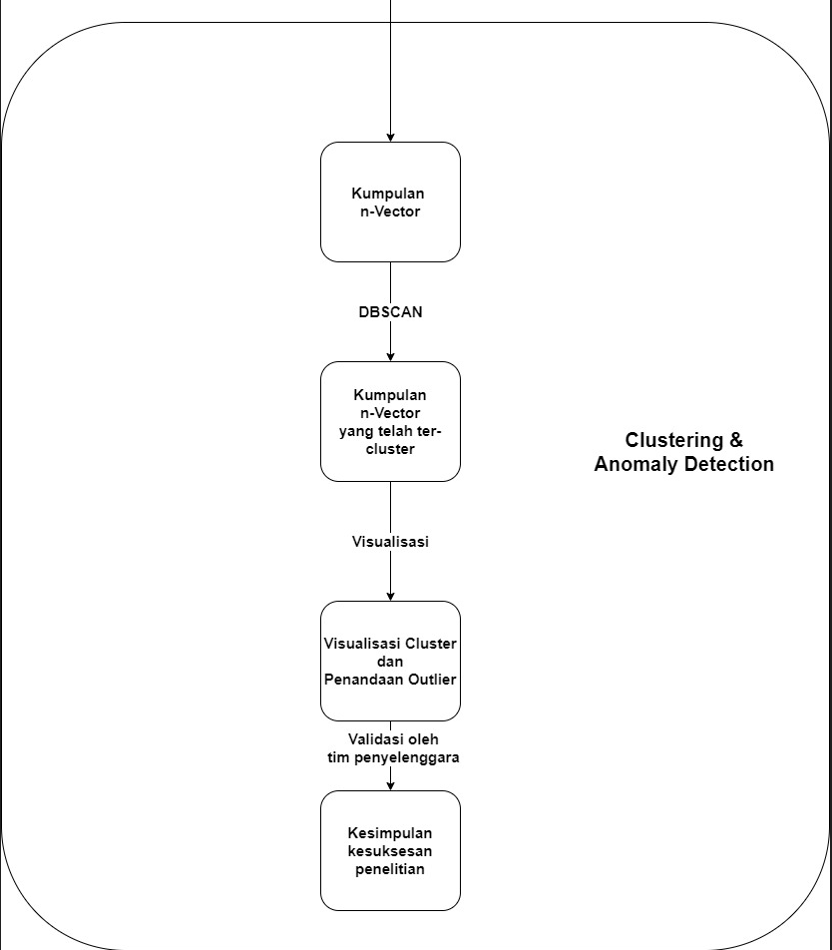 Kumpulan
n-Vector
DBSCAN
Kumpulan
n-Vector
yang telah ter-
cluster
Clustering &
Anomaly Detection
Visualisasi
Visualisasi Cluster
dan
Penandaan Outlier
Validasi oleh
tim penyelenggara
Kesimpulan
kesuksesan
penelitian